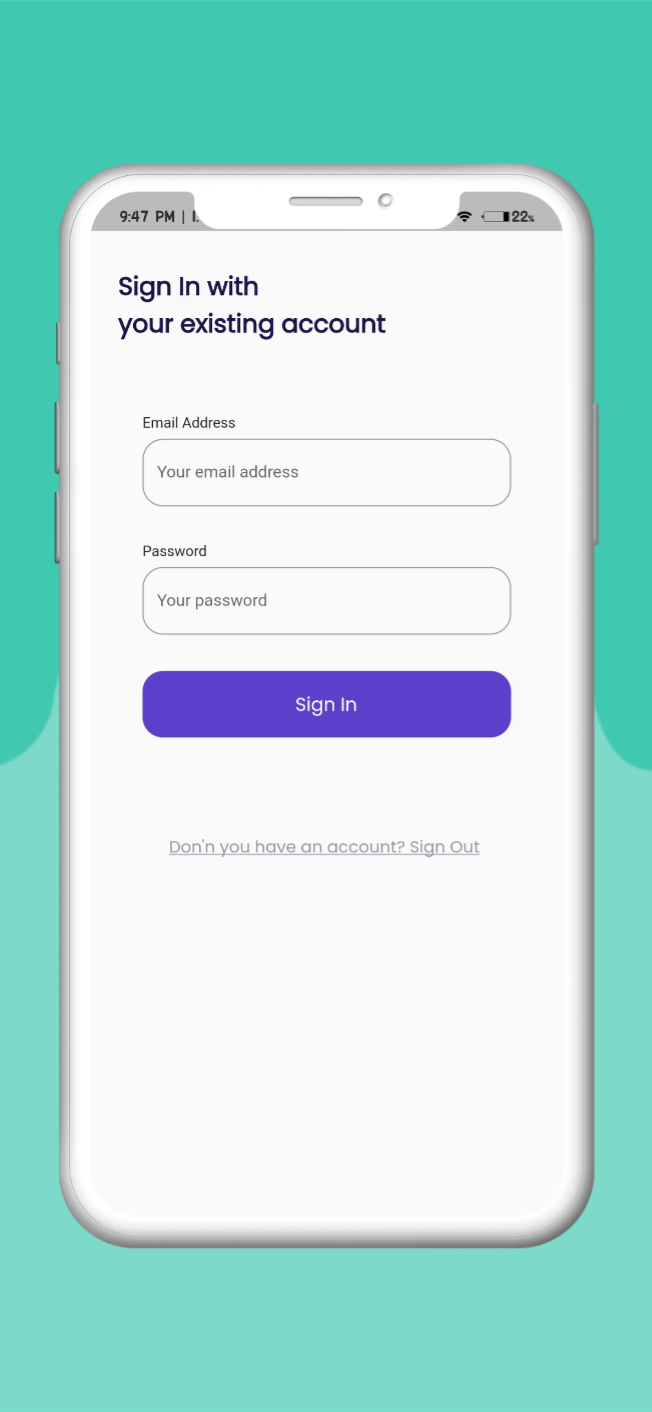 9:47 PM |
22%
Sign In with
your existing account
Email Address
Your email address
Password
Your password
Sign In
Don'n you have an account? Sign Out